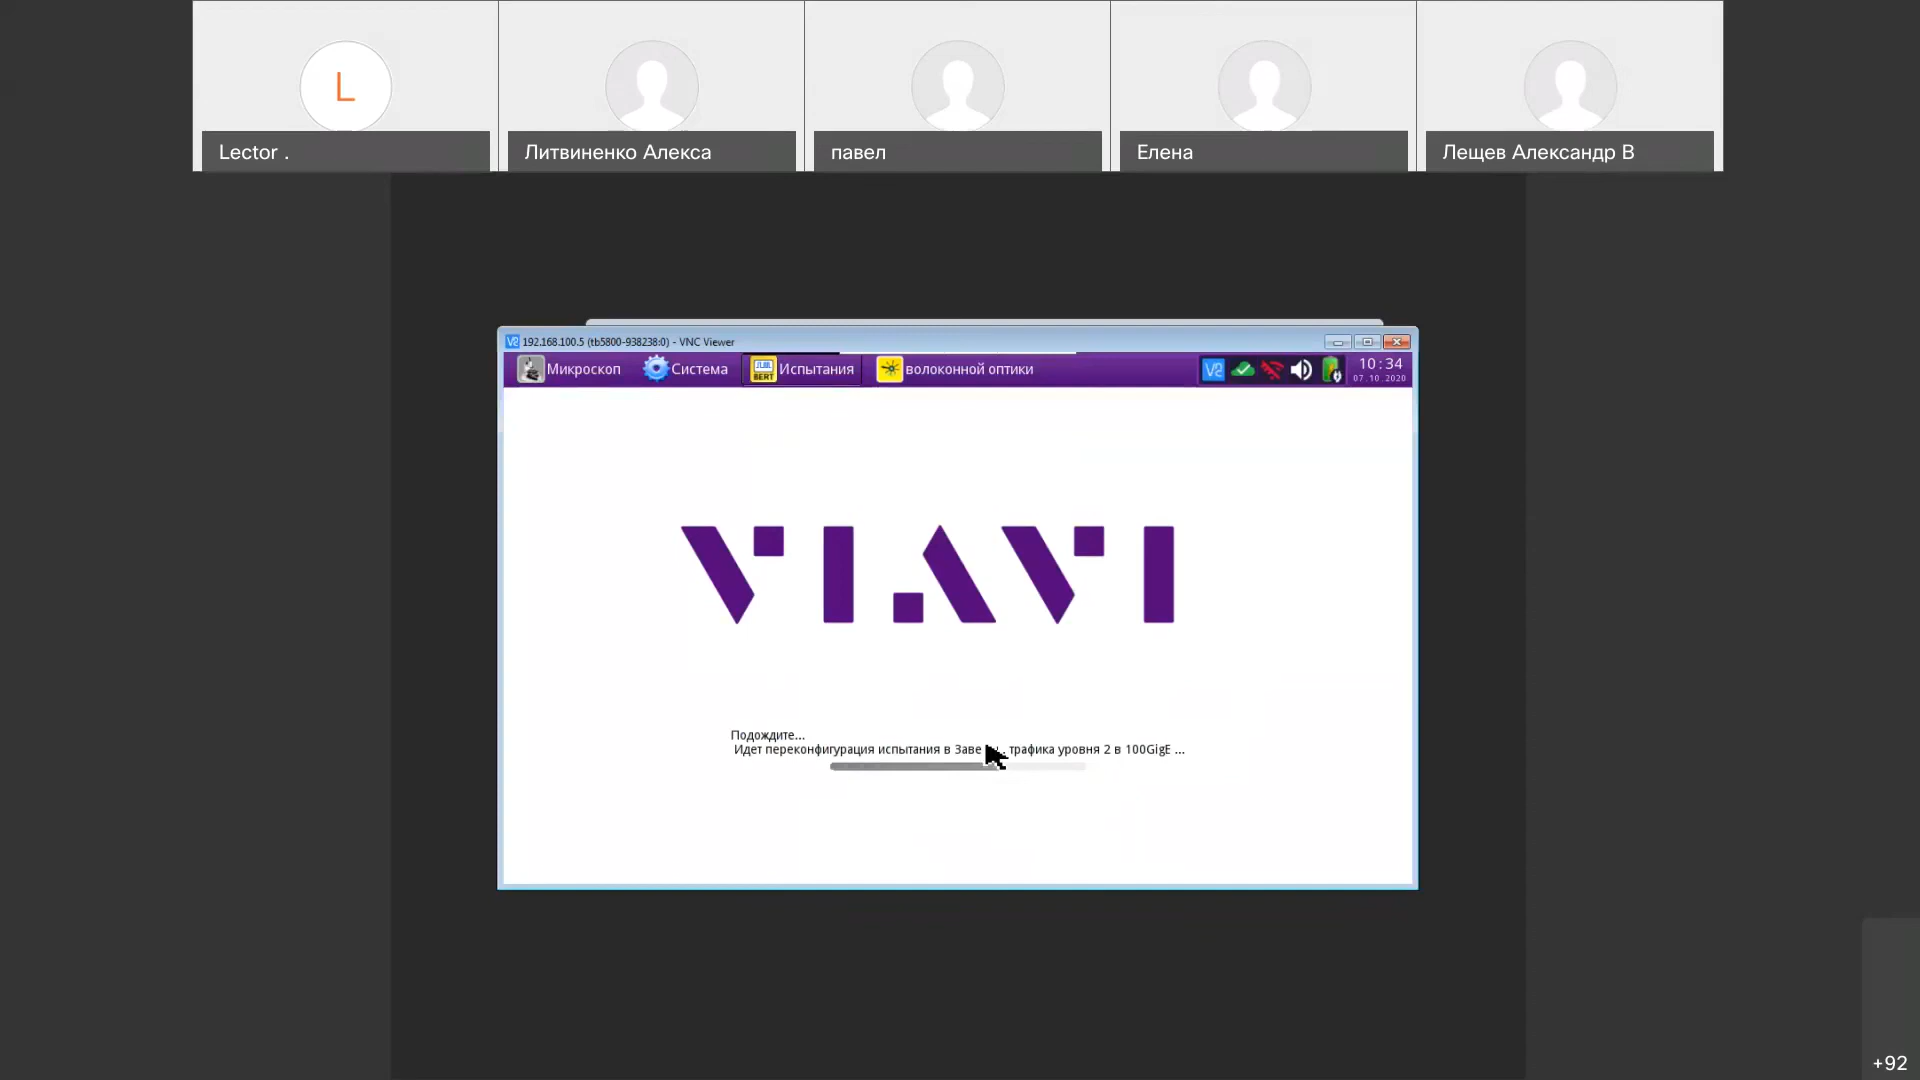 L
Lector .
Литвиненко Алекса
павел
Елена
Лещев Александр В
192.168.100.5 (tb5800-938238:0) - VNC Viewer
Микроскоп
Система
BERT
Испытания
волоконной оптики
10:34
07.10.2020
VIAVI
Подождите...
Идет переконфигурация испытания в трафика уровня 2 в 100GigE ...
+92